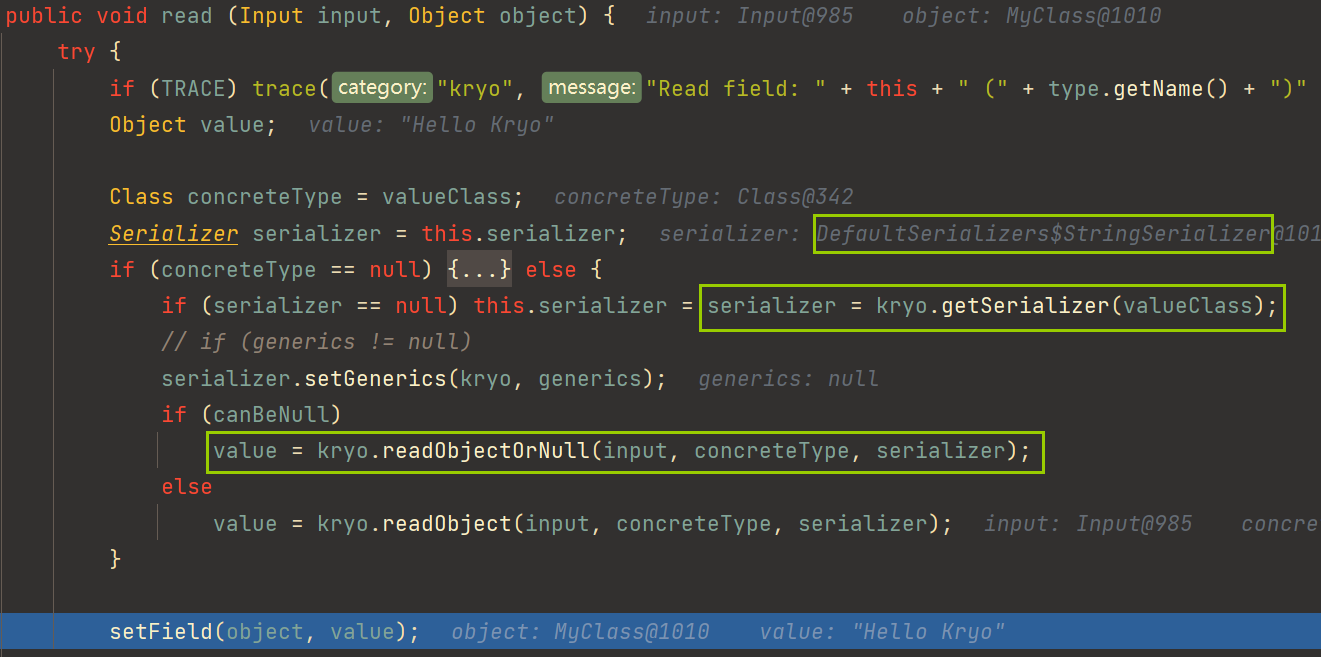 public void read (Input input, Object object) {   input: Input@985    object: MyClass@1010
    try {
        if (TRACE) trace( category: "kryo",  message: "Read field: " + this + " (" + type.getName() + ")"
        Object value;   value: "Hello Kryo"
        Class concreteType = valueClass;   concreteType: Class@342
        Serializer serializer = this.serializer;   serializer: DefaultSerializers$StringSerializer@101
        if (concreteType == null) {...} else {
            if (serializer == null) this.serializer = serializer = kryo.getSerializer(valueClass);
            // if (generics != null)
            serializer.setGenerics(kryo, generics);   generics: null
            if (canBeNull)
                value = kryo.readObjectOrNull(input, concreteType, serializer);
            else
                value = kryo.readObject(input, concreteType, serializer);   input: Input@985    concre
        }
        setField(object, value);   object: MyClass@1010    value: "Hello Kryo"